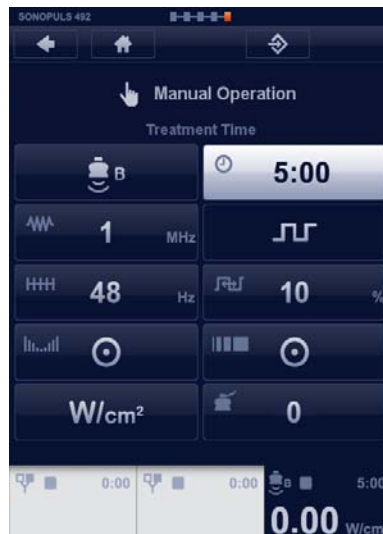 SONOPULS 492
Manual Operation
Treatment Time
B
5:00
1 MHz
48 Hz
10 %
W/cm²
0
0:00
0:00
B 5:00
0.00 W/cm